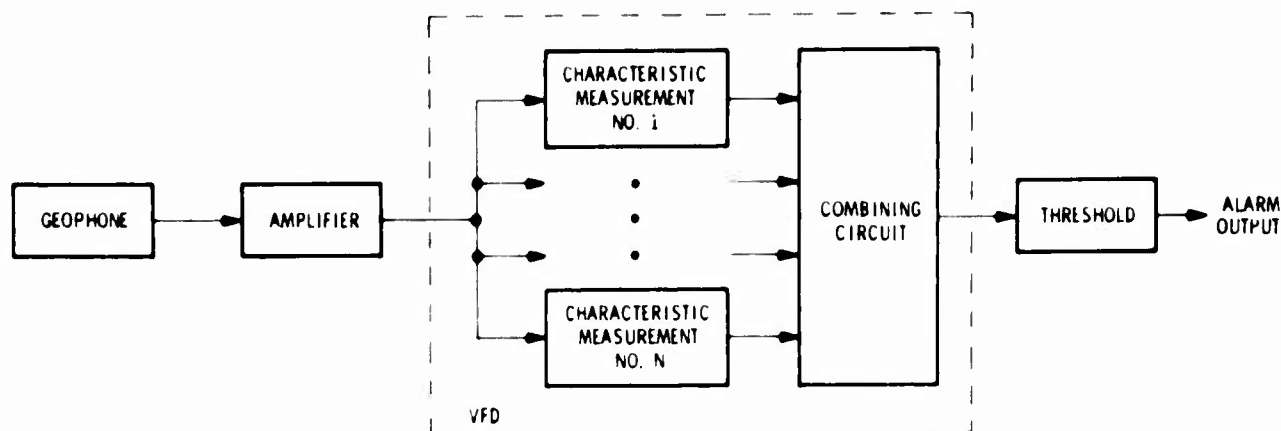 CHARACTERISTIC
MEASUREMENT
NO. 1
GEOPHONE
AMPLIFIER
COMBINING
CIRCUIT
THRESHOLD
ALARM
OUTPUT
CHARACTERISTIC
MEASUREMENT
NO. N
VFD